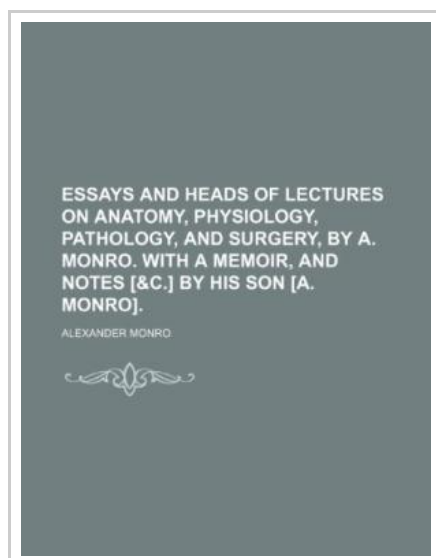 ESSAYS AND HEADS OF LECTURES
ON ANATOMY, PHYSIOLOGY,
PATHOLOGY, AND SURGERY, BY A.
MONRO. WITH A MEMOIR, AND
NOTES [&C.] BY HIS SON [A.
MONRO].
ALEXANDER MONRO